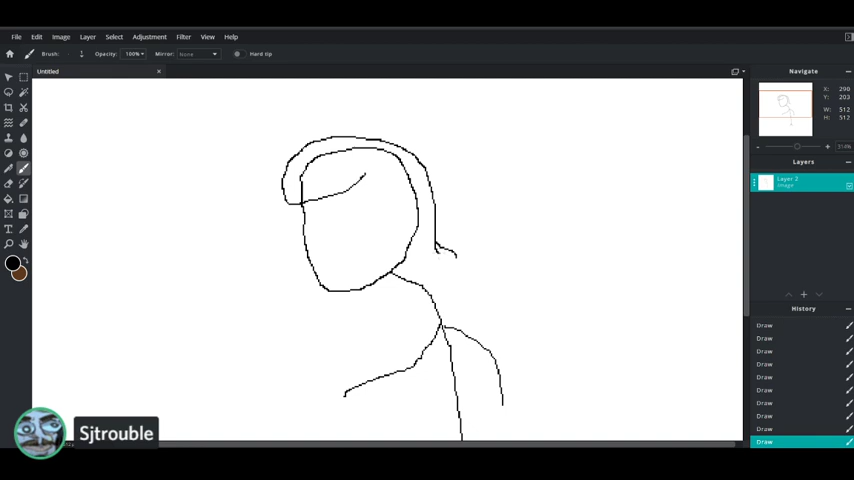 File Edit Image Layer Select Adjustment Filter View Help
Brush: 1 Opacity: 100% Mirror: None Hard tip
Untitled
Navigate
X: 290
Y: 203
W: 512
H: 512
314%
Layers
Layer 2
Image
History
Draw
Draw
Draw
Draw
Draw
Draw
Draw
Draw
Draw
Draw
Sjtrouble